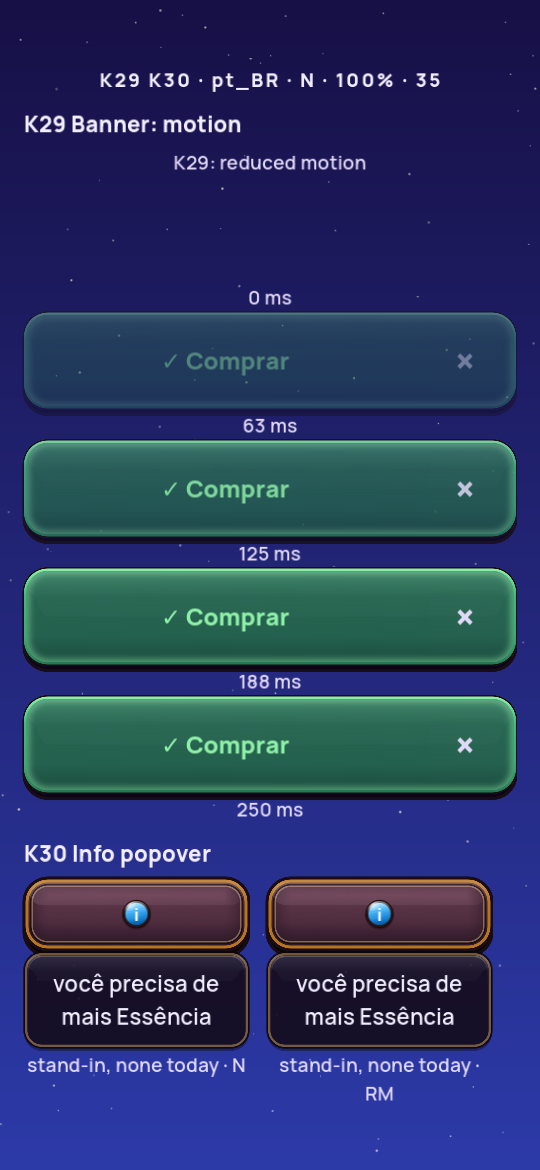 K29 K30 · pt_BR · N · 100% · 35
K29 Banner: motion
K29: reduced motion
0 ms
✓ Comprar ×
63 ms
✓ Comprar ×
125 ms
✓ Comprar ×
188 ms
✓ Comprar ×
250 ms
K30 Info popover
i i
você precisa de
mais Essência
você precisa de
mais Essência
stand-in, none today · N
stand-in, none today ·
RM